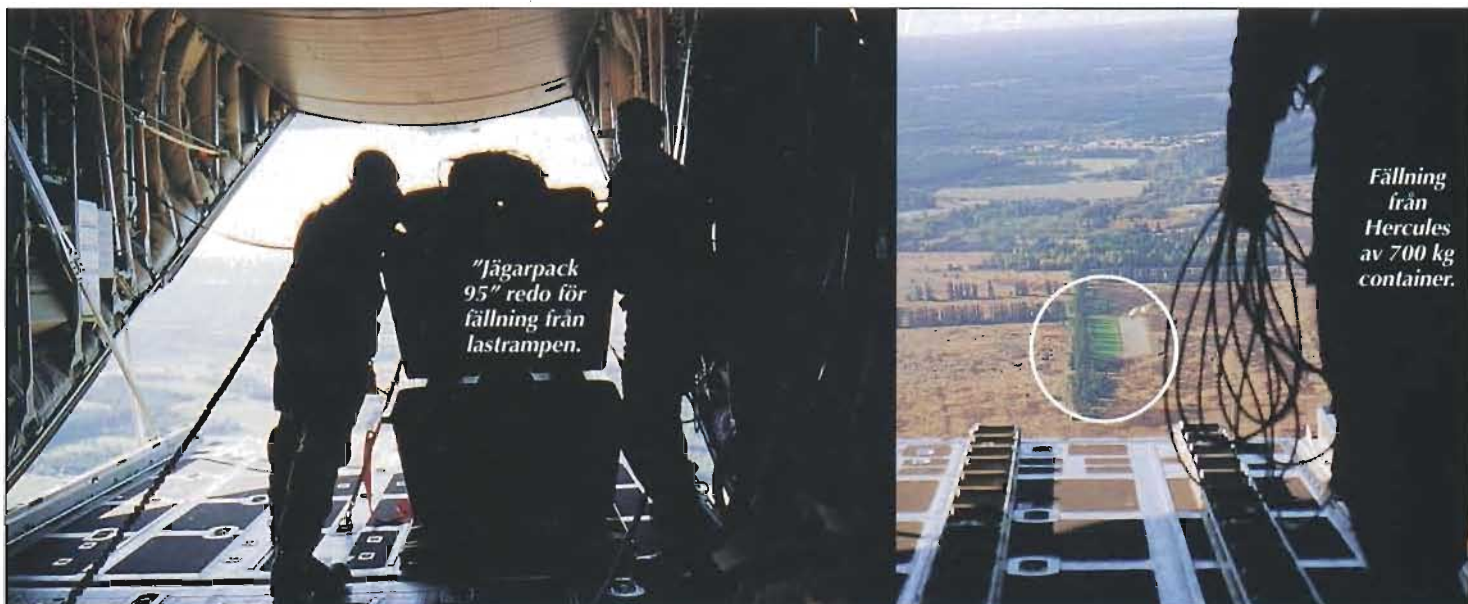 "Jägarpack
95" redo för
fällning från
lastrampen.
Fällning
från
Hercules
av 700 kg
container.